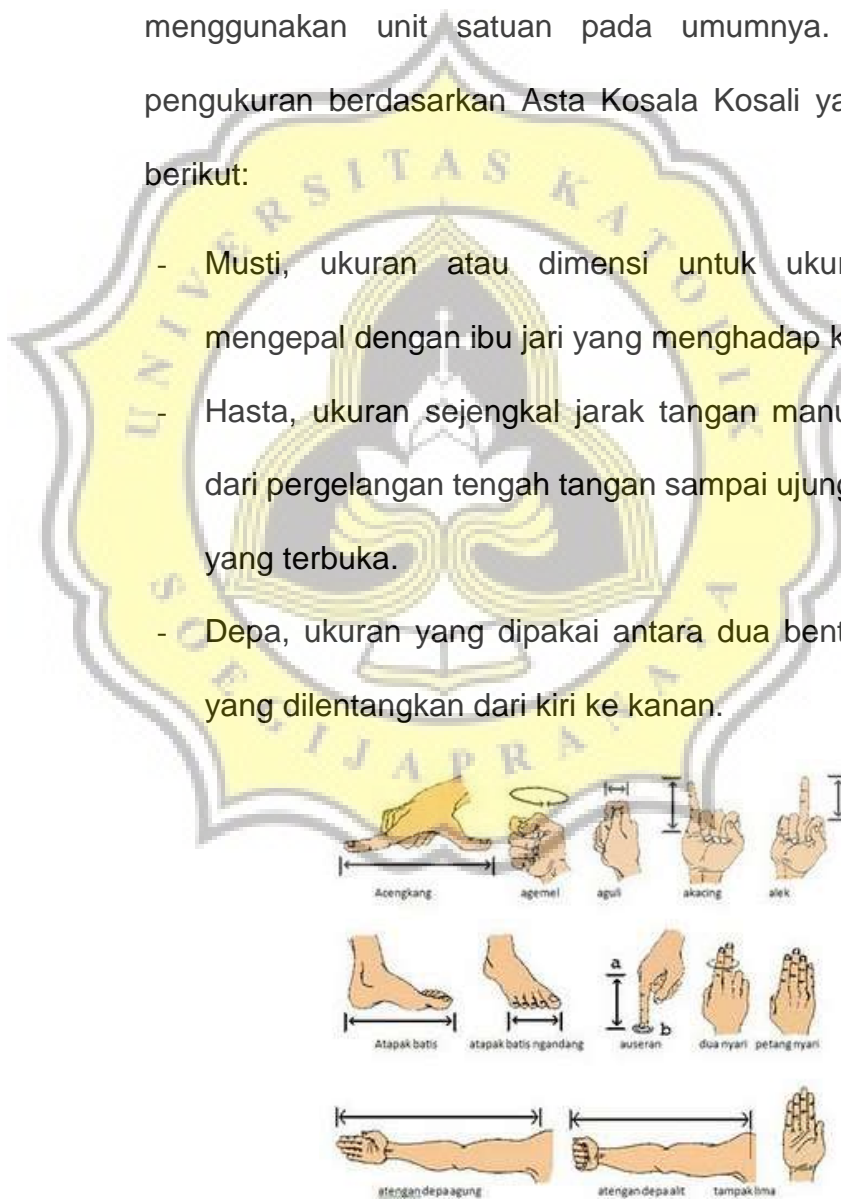 menggunakan unit satuan pada umumnya.
pengukuran berdasarkan Asta Kosala Kosali ya
berikut:
- Musti, ukuran atau dimensi untuk ukur
mengepal dengan ibu jari yang menghadap k
- Hasta, ukuran sejengkal jarak tangan manu
dari pergelangan tengah tangan sampai ujung
yang terbuka.
- Depa, ukuran yang dipakai antara dua bent
yang dilentangkan dari kiri ke kanan.
UNIVERSITAS KATOLIK
SOEGIJAPRANATA
Acengkang agemel aguli akacing alek
a
b
Atapak batis atapak batis ngandang auseran dua nyari petang nyari
atengan depa agung atengan depa alit tampak lima